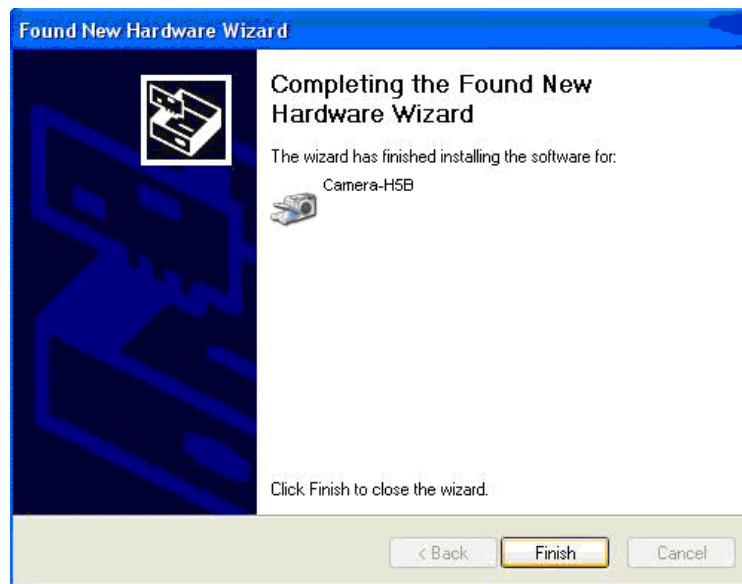 Found New Hardware Wizard
Completing the Found New
Hardware Wizard
The wizard has finished installing the software for:
Camera-H5B
Click Finish to close the wizard.
< Back
Finish
Cancel